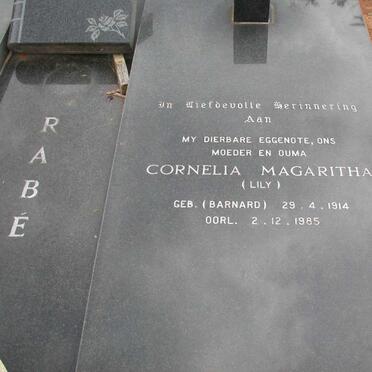 RABÉ
In Liefdevolle Herinnering
Aan
MY DIERBARE EGGENOTE, ONS
MOEDER EN OUMA
CORNELIA MAGARITHA
(LILY)
GEB. (BARNARD) 29.4.1914
OORL. 2.12.1985